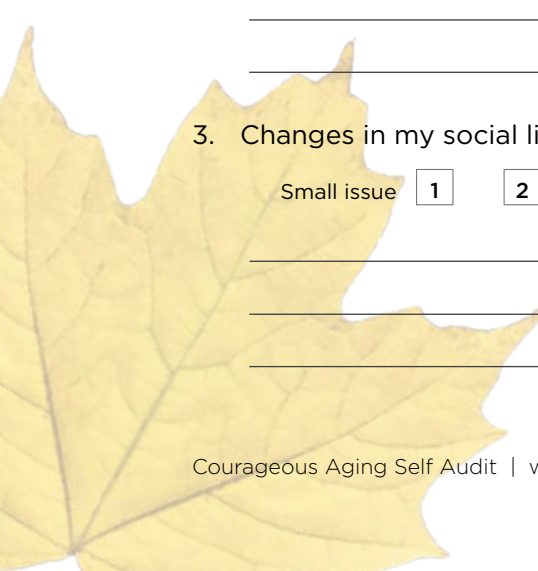 3. Changes in my social li
Small issue 1 2
Courageous Aging Self Audit |